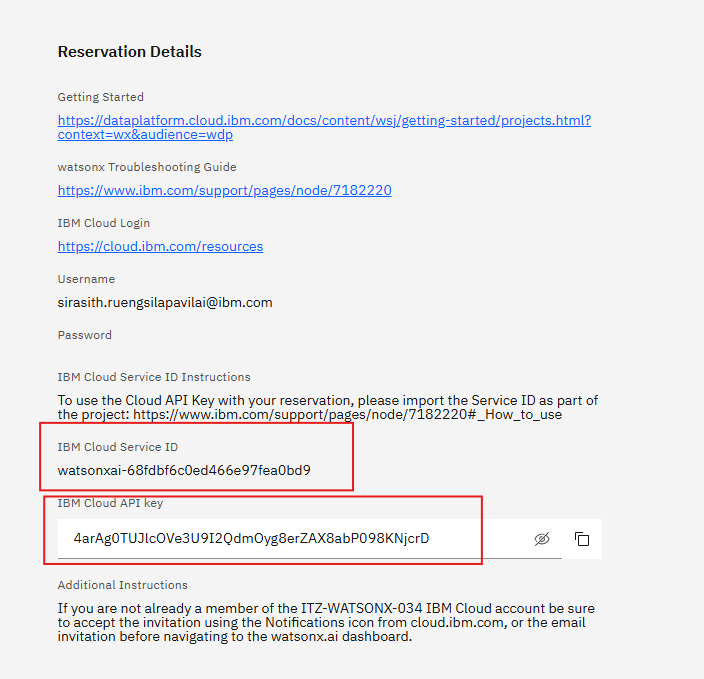 Reservation Details
Getting Started
https://dataplatform.cloud.ibm.com/docs/content/wsj/getting-started/projects.html?
context=wx&audience=wdp
watsonx Troubleshooting Guide
https://www.ibm.com/support/pages/node/7182220
IBM Cloud Login
https://cloud.ibm.com/resources
Username
sirasith.ruengsilapavilai@ibm.com
Password
IBM Cloud Service ID Instructions
To use the Cloud API Key with your reservation, please import the Service ID as part of
the project: https://www.ibm.com/support/pages/node/7182220#_How_to_use
IBM Cloud Service ID
watsonxai-68fdbf6c0ed466e97fea0bd9
IBM Cloud API key
4arAg0TUJlcOVe3U9I2QdmOyg8erZAX8abP098KNjcrD
Additional Instructions
If you are not already a member of the ITZ-WATSONX-034 IBM Cloud account be sure
to accept the invitation using the Notifications icon from cloud.ibm.com, or the email
invitation before navigating to the watsonx.ai dashboard.